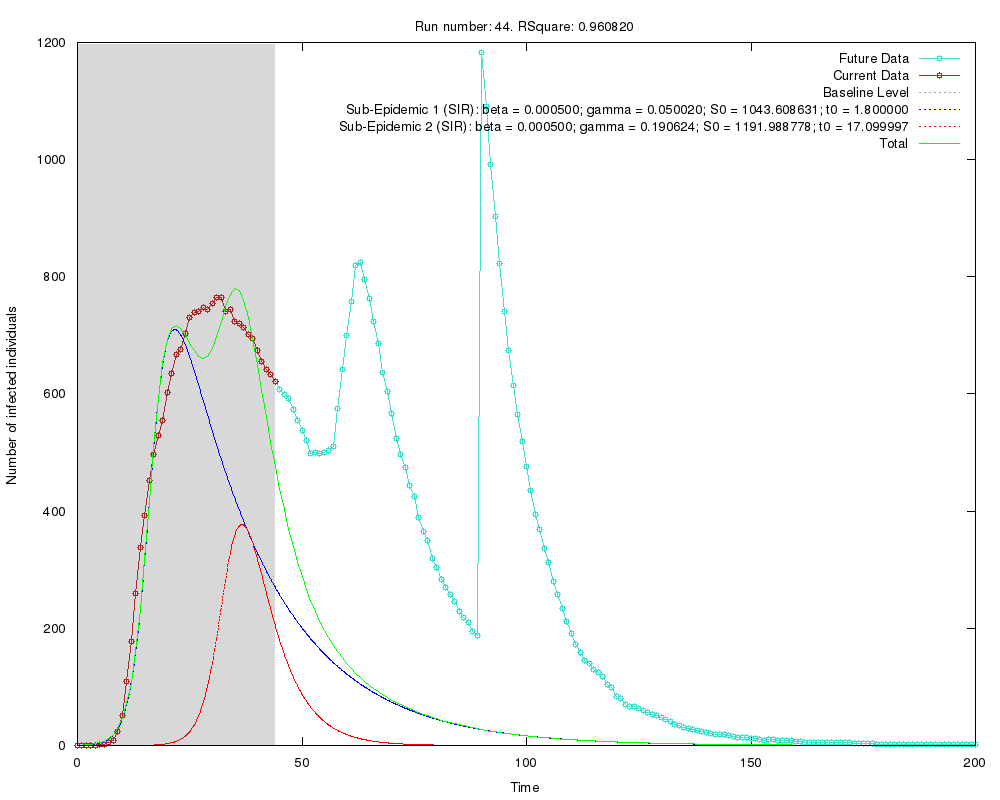 Run number: 44. RSquare: 0.960820
Number of infected individuals
1200
1000
800
600
400
200
0
Future Data
Current Data
Baseline Level
Sub-Epidemic 1 (SIR): beta = 0.000500; gamma = 0.050020; S0 = 1043.608631; t0 = 1.800000
Sub-Epidemic 2 (SIR): beta = 0.000500; gamma = 0.190624; S0 = 1191.988778; t0 = 17.099997
Total
0 50 100 150 200
Time